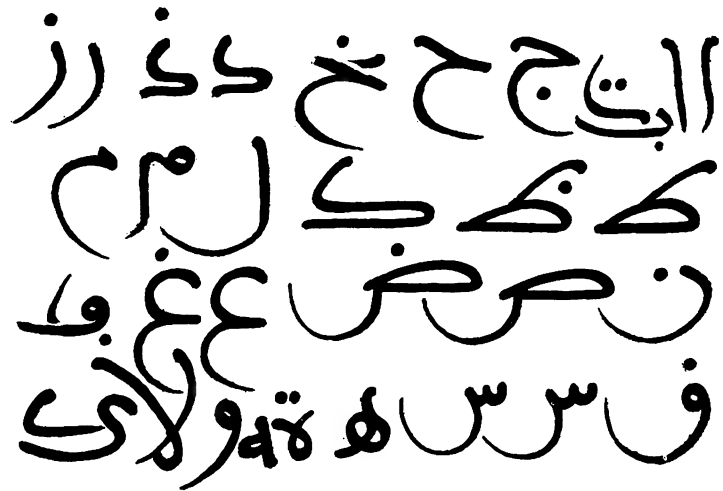 ا ا ب ت ج ح خ د ذ ر ز
ط ظ ك ل م م
ن ص ض ع غ ڢ
ڧ س س ه ة ه و لا ي